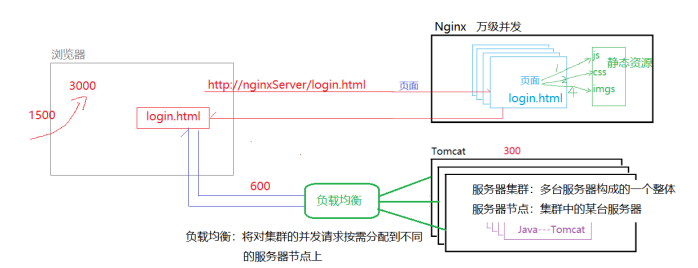 Nginx 万级并发
浏览器
3000
1500
login.html
http://nginxServer/login.html
页面
页面
login.html
js
css
imgs
静态资源
600
负载均衡
负载均衡：将对集群的并发请求按需分配到不同
的服务器节点上
Tomcat 300
服务器集群：多台服务器构成的一个整体
服务器节点：集群中的某台服务器
Java---Tomcat